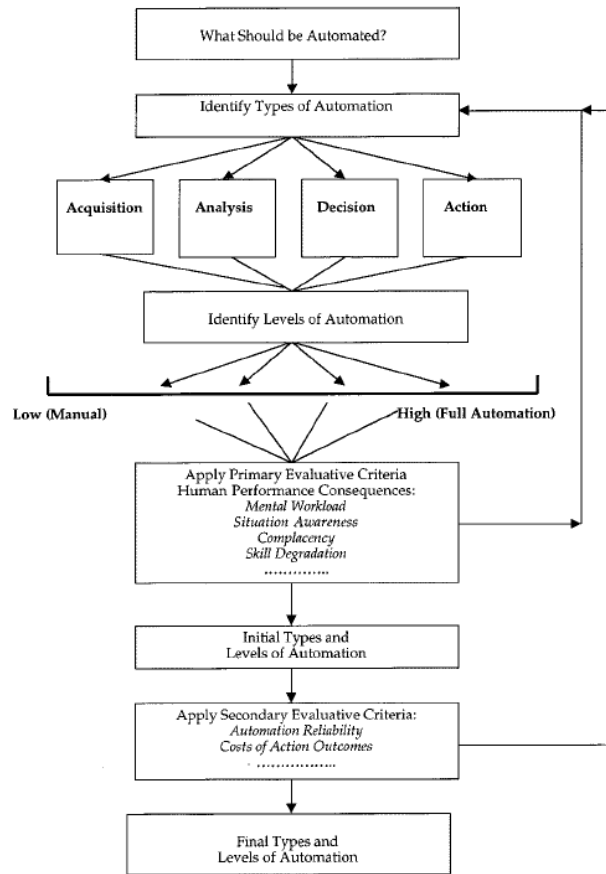 What Should be Automated?
Identify Types of Automation
Acquisition
Analysis
Decision
Action
Identify Levels of Automation
Low (Manual)
High (Full Automation)
Apply Primary Evaluative Criteria
Human Performance Consequences:
Mental Workload
Situation Awareness
Complacency
Skill Degradation
..............
Initial Types and
Levels of Automation
Apply Secondary Evaluative Criteria:
Automation Reliability
Costs of Action Outcomes
................
Final Types and
Levels of Automation